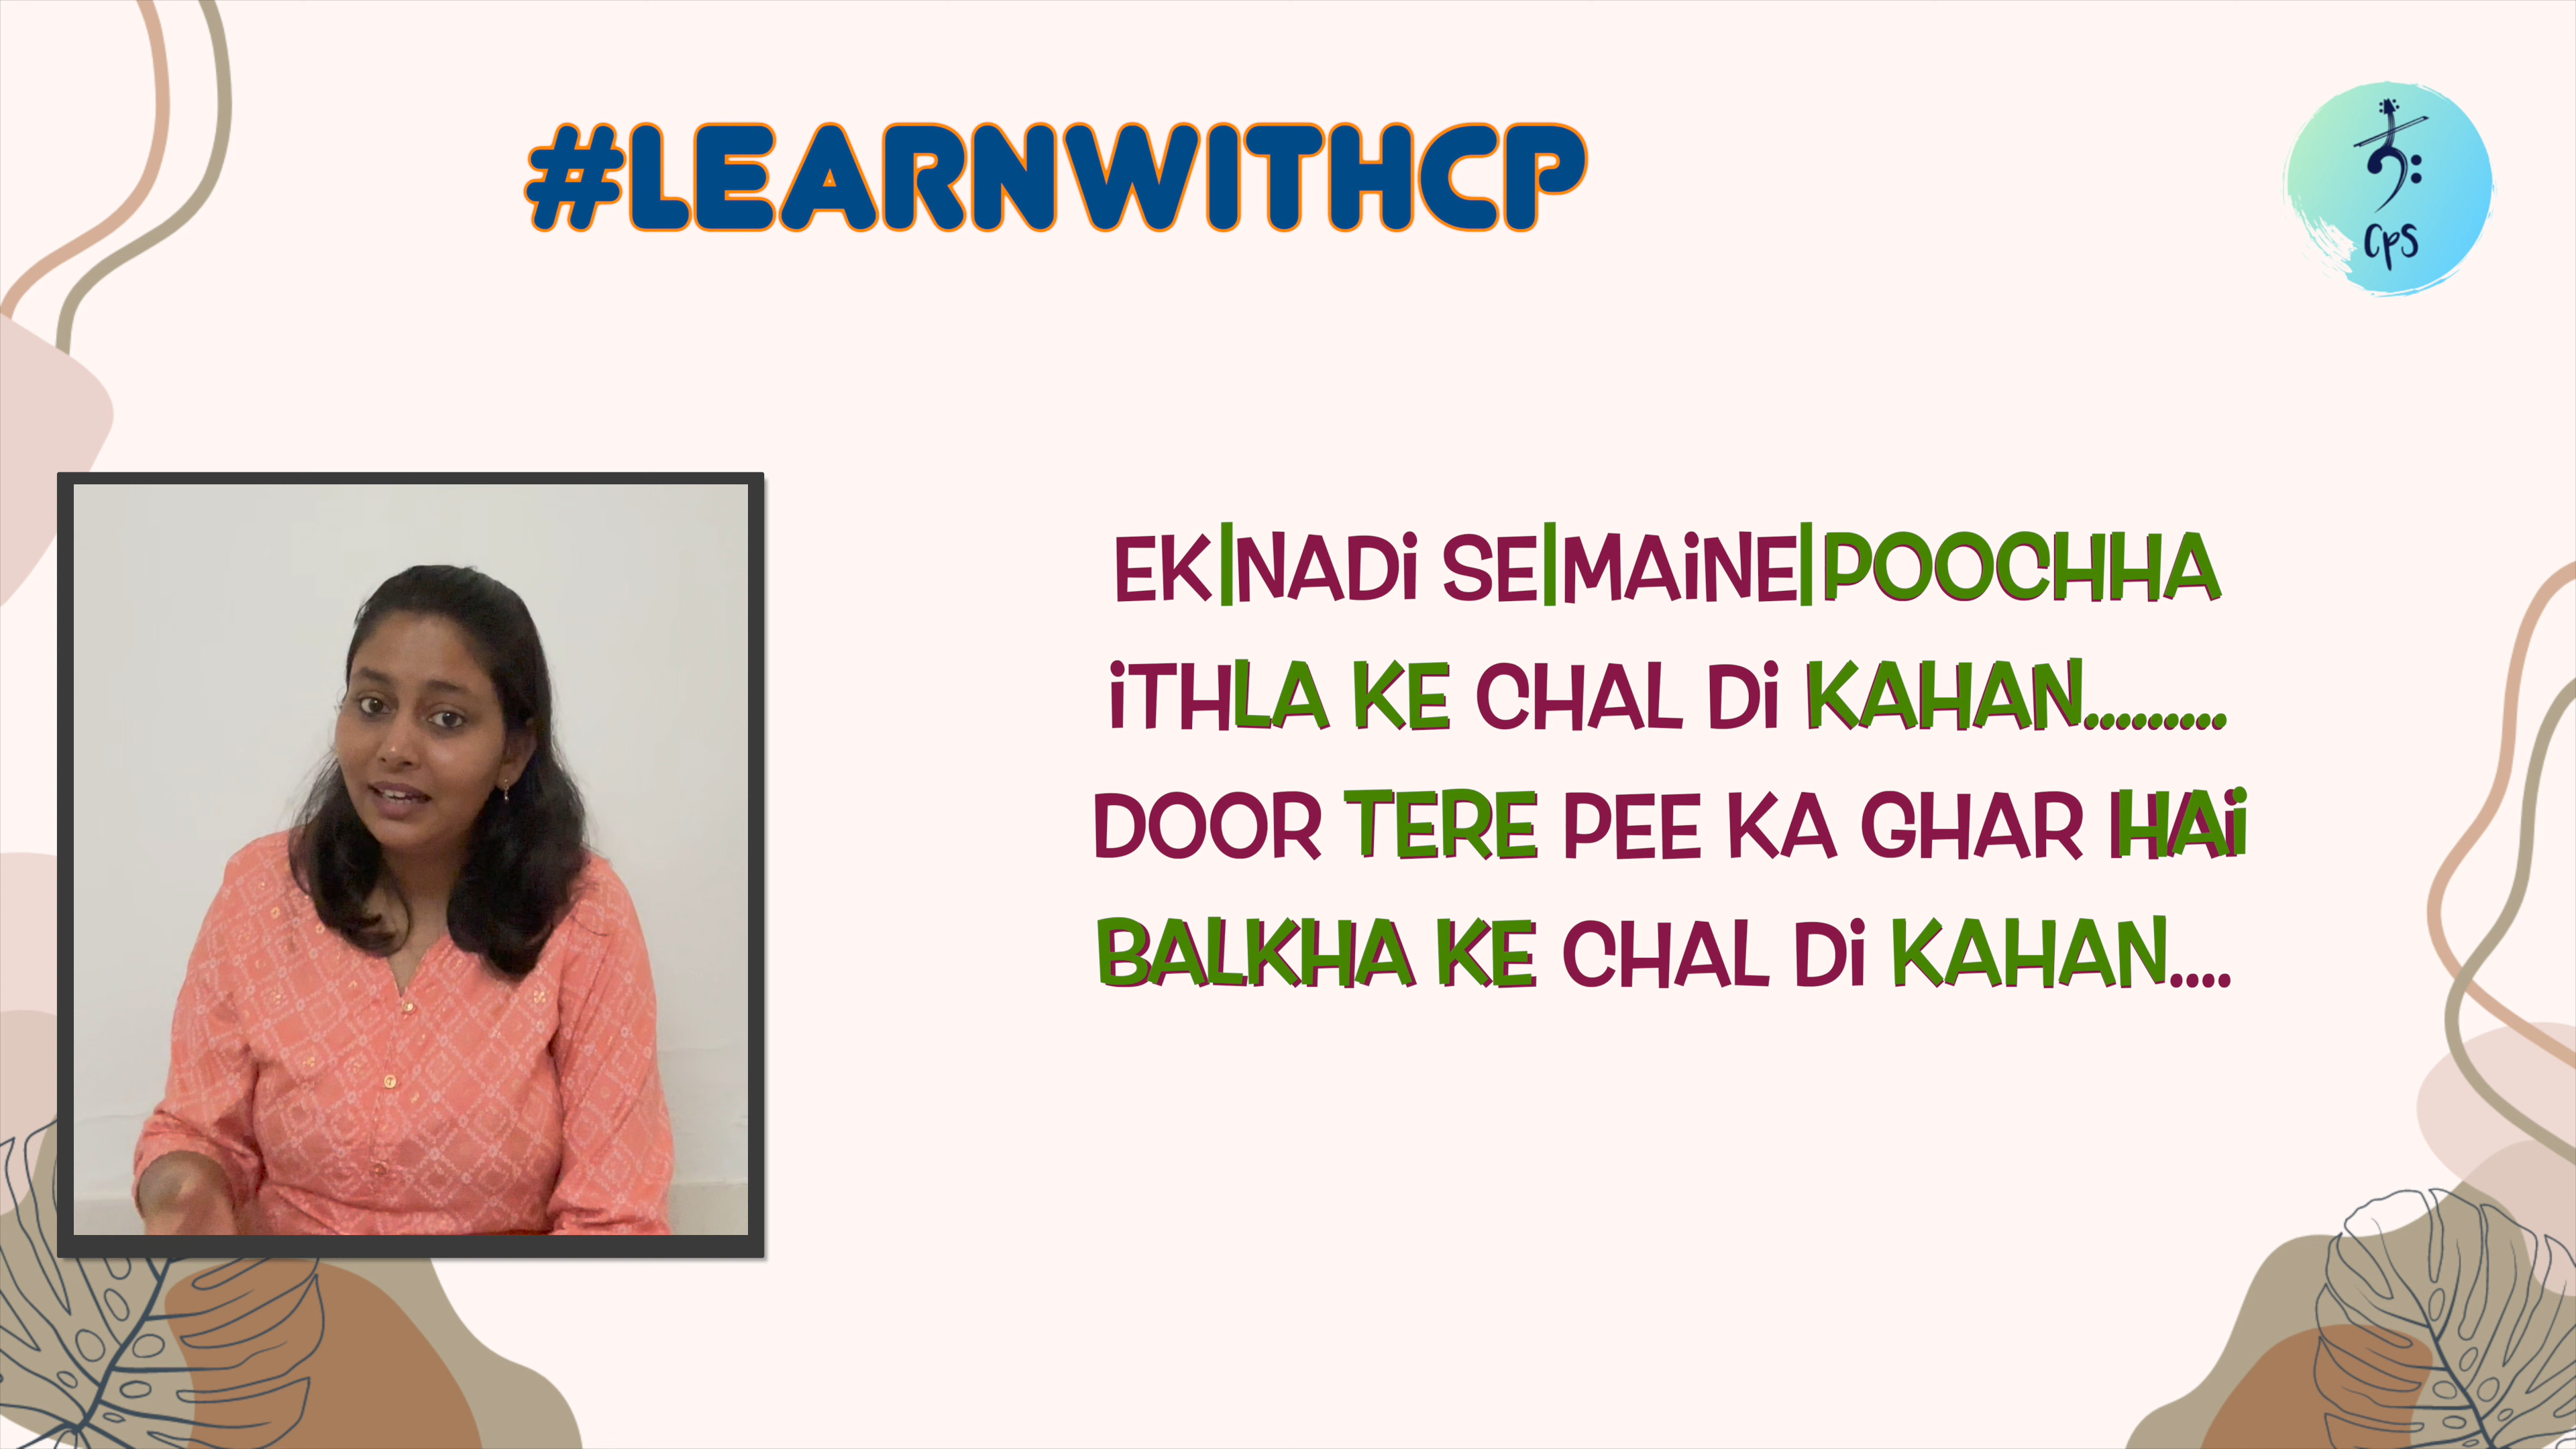 #LEARNWITHCP
CPS
EK|NADi SE|MAiNE|POOCHHA
iTHLA KE CHAL Di KAHAN.........
DOOR TERE PEE KA GHAR HAi
BALKHA KE CHAL Di KAHAN....